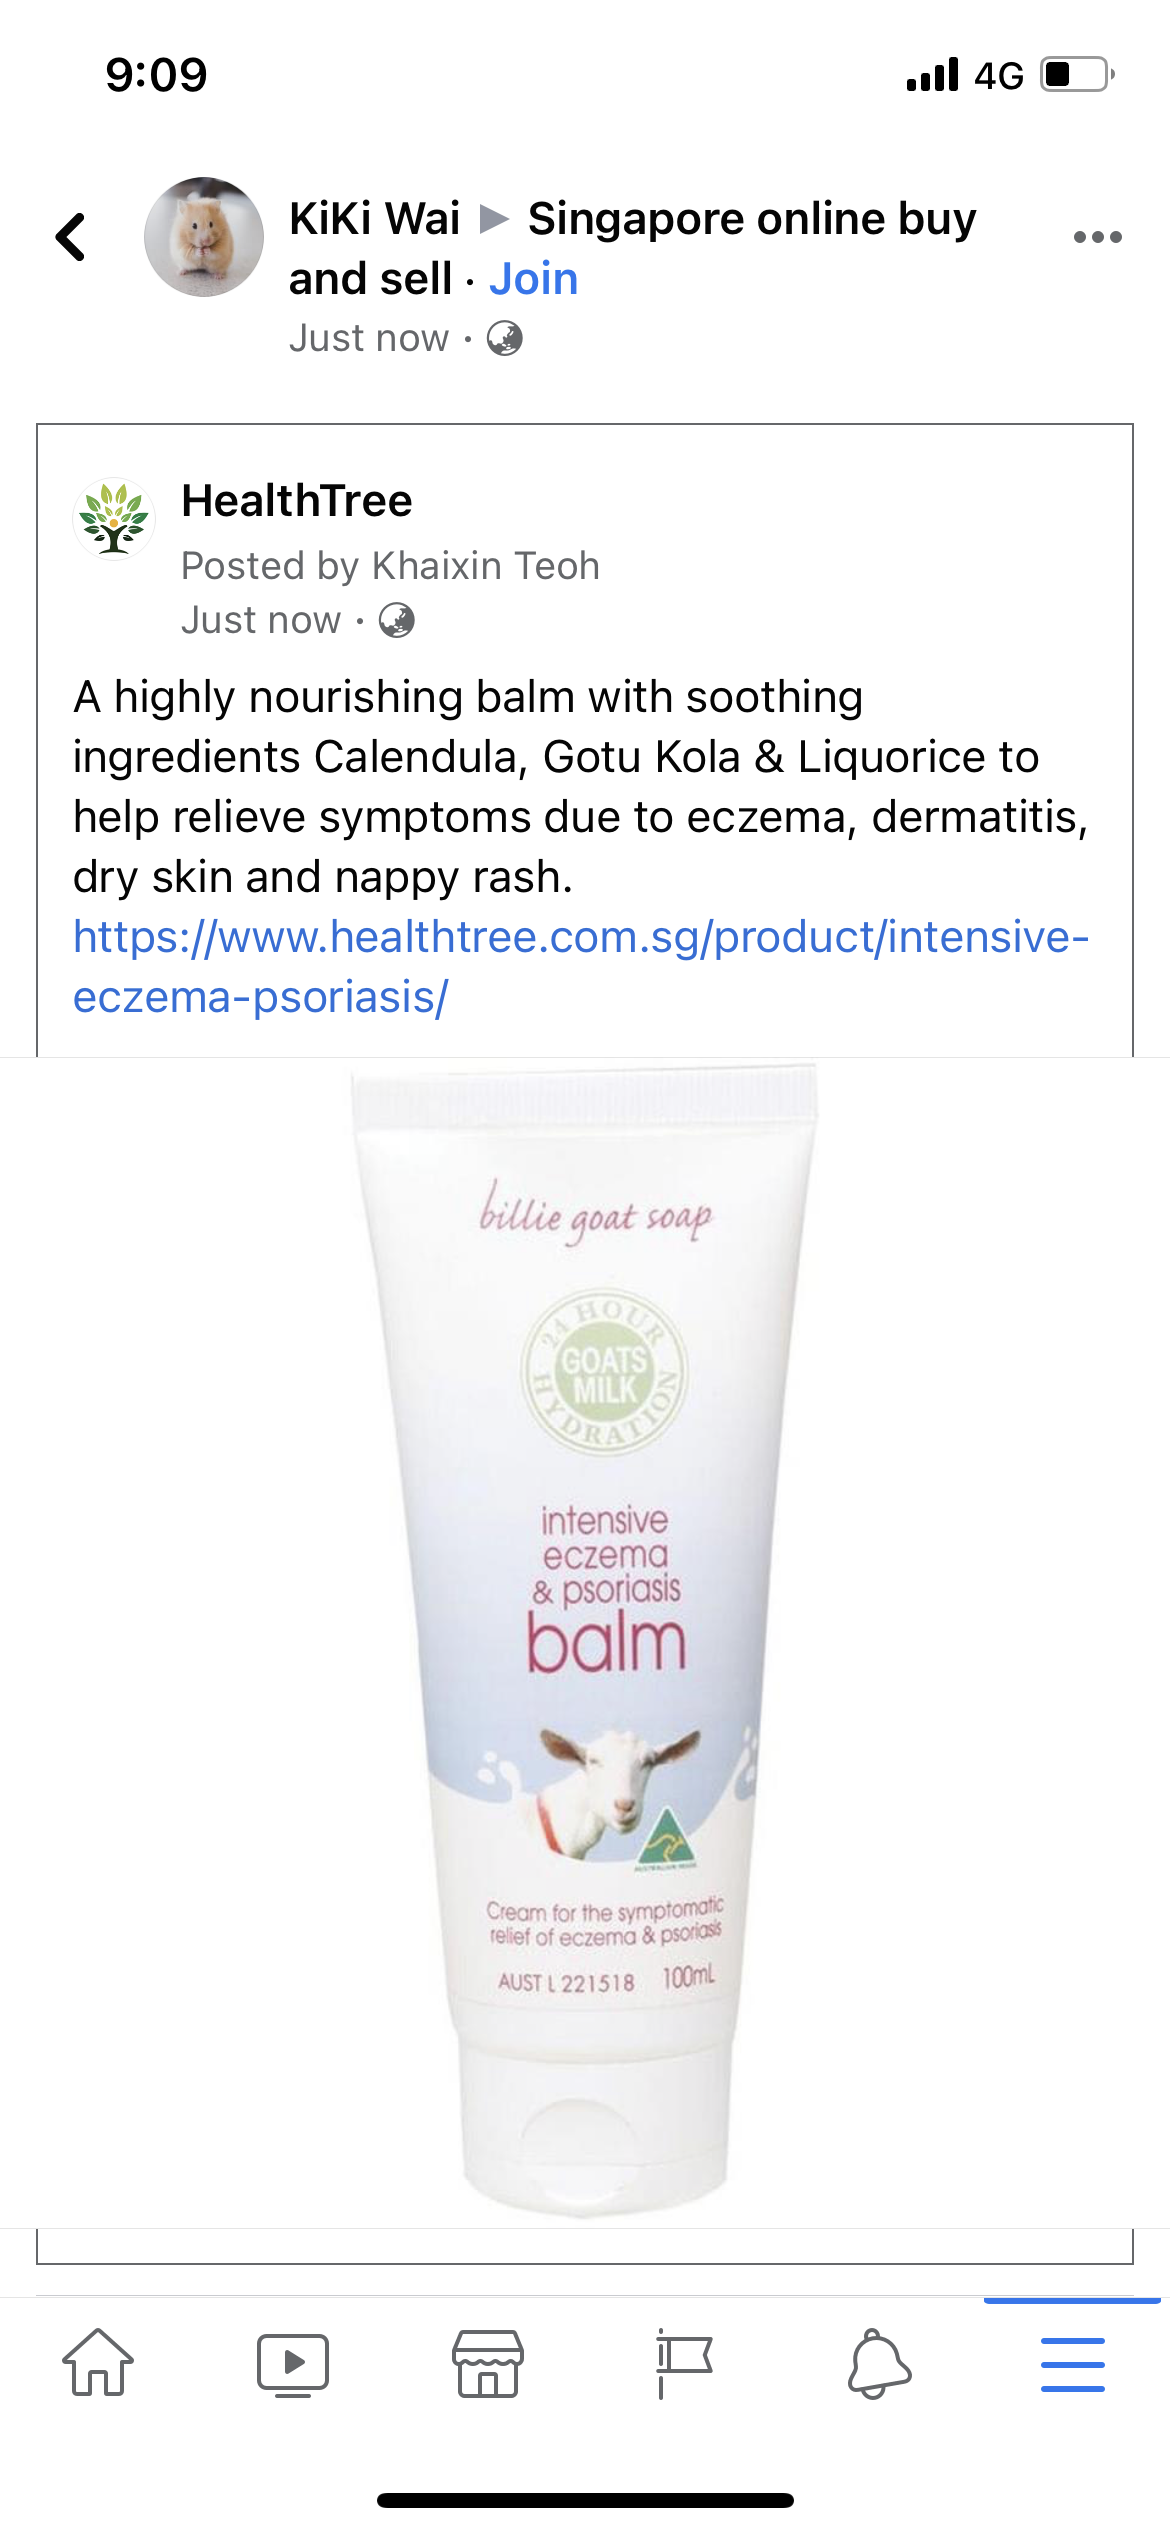 9:09
4G
KiKi Wai ▶ Singapore online buy
and sell · Join
Just now ·
HealthTree
Posted by Khaixin Teoh
Just now ·
A highly nourishing balm with soothing
ingredients Calendula, Gotu Kola & Liquorice to
help relieve symptoms due to eczema, dermatitis,
dry skin and nappy rash.
https://www.healthtree.com.sg/product/intensive-
eczema-psoriasis/
billie goat soap
24 HOUR
GOATS
MILK
HYDRATION
intensive
eczema
& psoriasis
balm
AUSTRALIAN MADE
Cream for the symptomatic
relief of eczema & psoriasis
AUST L 221518 100mL